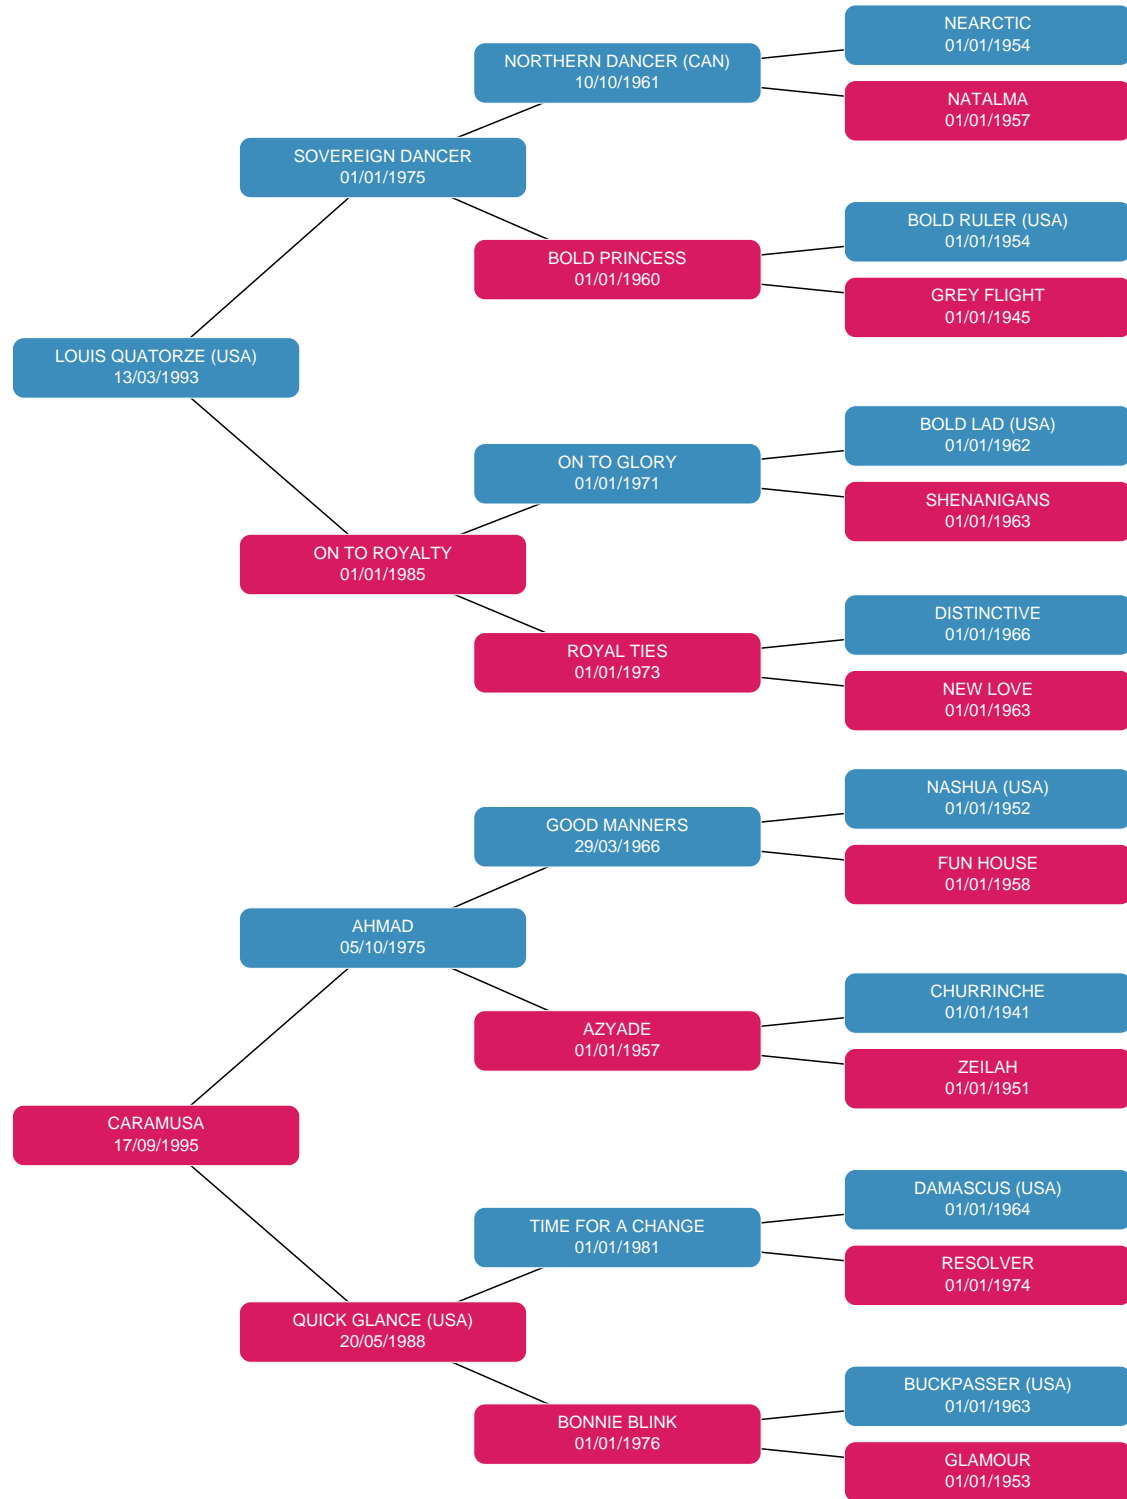 NEARCTIC
01/01/1954
NORTHERN DANCER (CAN)
10/10/1961
NATALMA
01/01/1957
SOVEREIGN DANCER
01/01/1975
BOLD RULER (USA)
01/01/1954
BOLD PRINCESS
01/01/1960
GREY FLIGHT
01/01/1945
LOUIS QUATORZE (USA)
13/03/1993
BOLD LAD (USA)
01/01/1962
ON TO GLORY
01/01/1971
SHENANIGANS
01/01/1963
ON TO ROYALTY
01/01/1985
DISTINCTIVE
01/01/1966
ROYAL TIES
01/01/1973
NEW LOVE
01/01/1963
NASHUA (USA)
01/01/1952
GOOD MANNERS
29/03/1966
FUN HOUSE
01/01/1958
AHMAD
05/10/1975
CHURRINCHE
01/01/1941
AZYADE
01/01/1957
ZEILAH
01/01/1951
CARAMUSA
17/09/1995
DAMASCUS (USA)
01/01/1964
TIME FOR A CHANGE
01/01/1981
RESOLVER
01/01/1974
QUICK GLANCE (USA)
20/05/1988
BUCKPASSER (USA)
01/01/1963
BONNIE BLINK
01/01/1976
GLAMOUR
01/01/1953